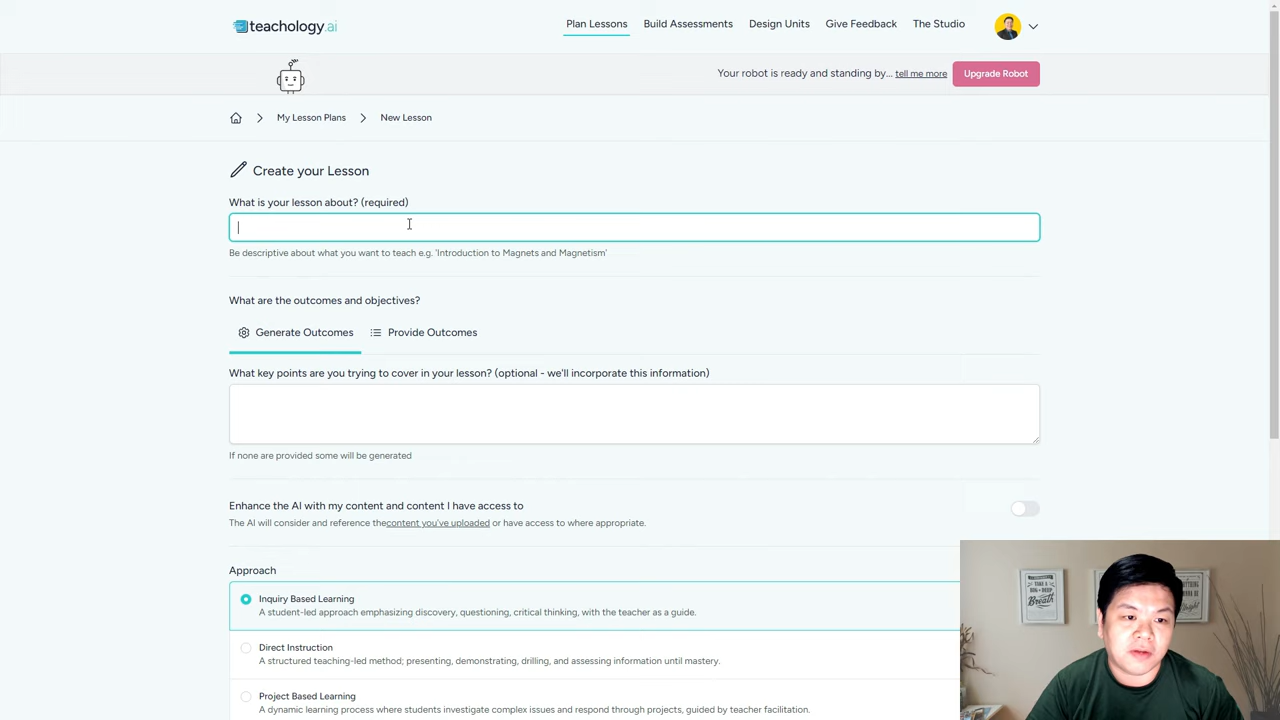 teachology.ai
Plan Lessons
Build Assessments
Design Units
Give Feedback
The Studio
Your robot is ready and standing by... tell me more
Upgrade Robot
My Lesson Plans
New Lesson
Create your Lesson
What is your lesson about? (required)
Be descriptive about what you want to teach e.g. 'Introduction to Magnets and Magnetism'
What are the outcomes and objectives?
Generate Outcomes
Provide Outcomes
What key points are you trying to cover in your lesson? (optional - we'll incorporate this information)
If none are provided some will be generated
Enhance the AI with my content and content I have access to
The AI will consider and reference thecontent you've uploaded or have access to where appropriate.
Approach
Inquiry Based Learning
A student-led approach emphasizing discovery, questioning, critical thinking, with the teacher as a guide.
Direct Instruction
A structured teaching-led method; presenting, demonstrating, drilling, and assessing information until mastery.
Project Based Learning
A dynamic learning process where students investigate complex issues and respond through projects, guided by teacher facilitation.
TAKE A
DEEP
BREATH